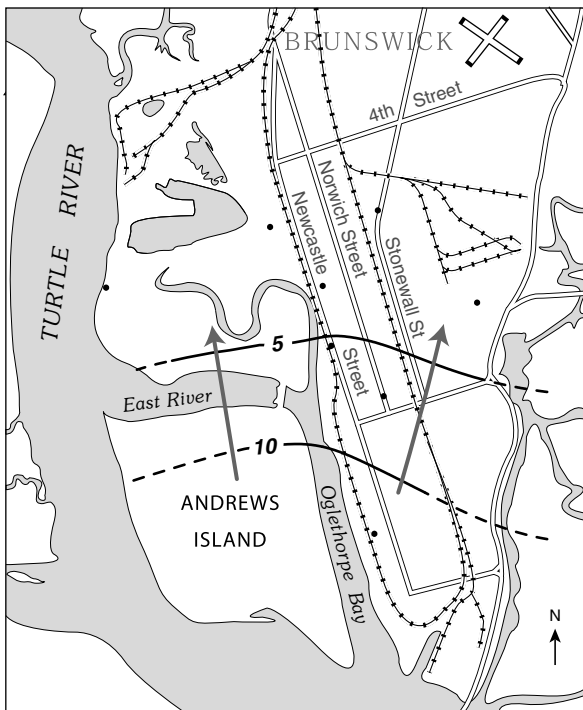 BRUNSWICK
4th Street
TURTLE RIVER
Newcastle Street
Norwich Street
Stonewall St
5
East River
10
ANDREWS
ISLAND
Oglethorpe Bay
N